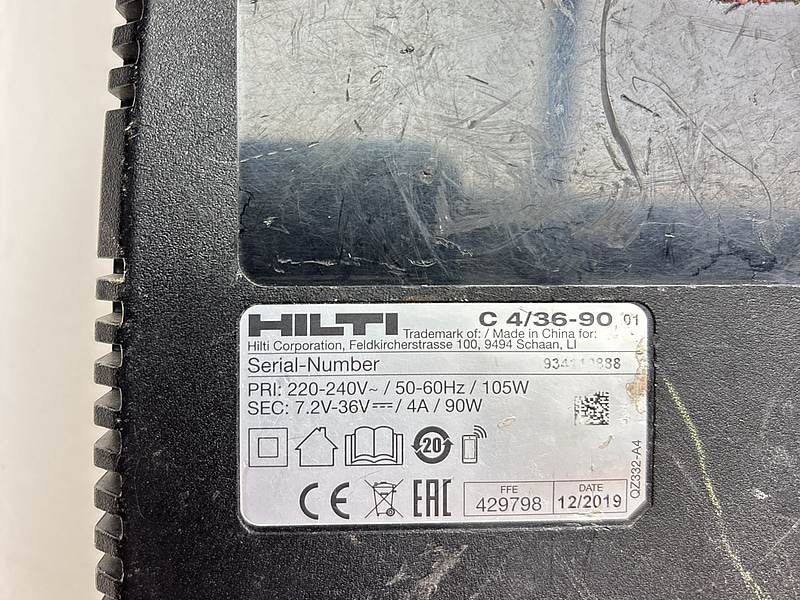 HILTI C 4/36-90 01
Trademark of: / Made in China for:
Hilti Corporation, Feldkircherstrasse 100, 9494 Schaan, LI
Serial-Number
PRI: 220-240V~ / 50-60Hz / 105W
SEC: 7.2V-36V⎓ / 4A / 90W
20
CE EAC
FFE
429798
DATE
12/2019
QZ332-A4